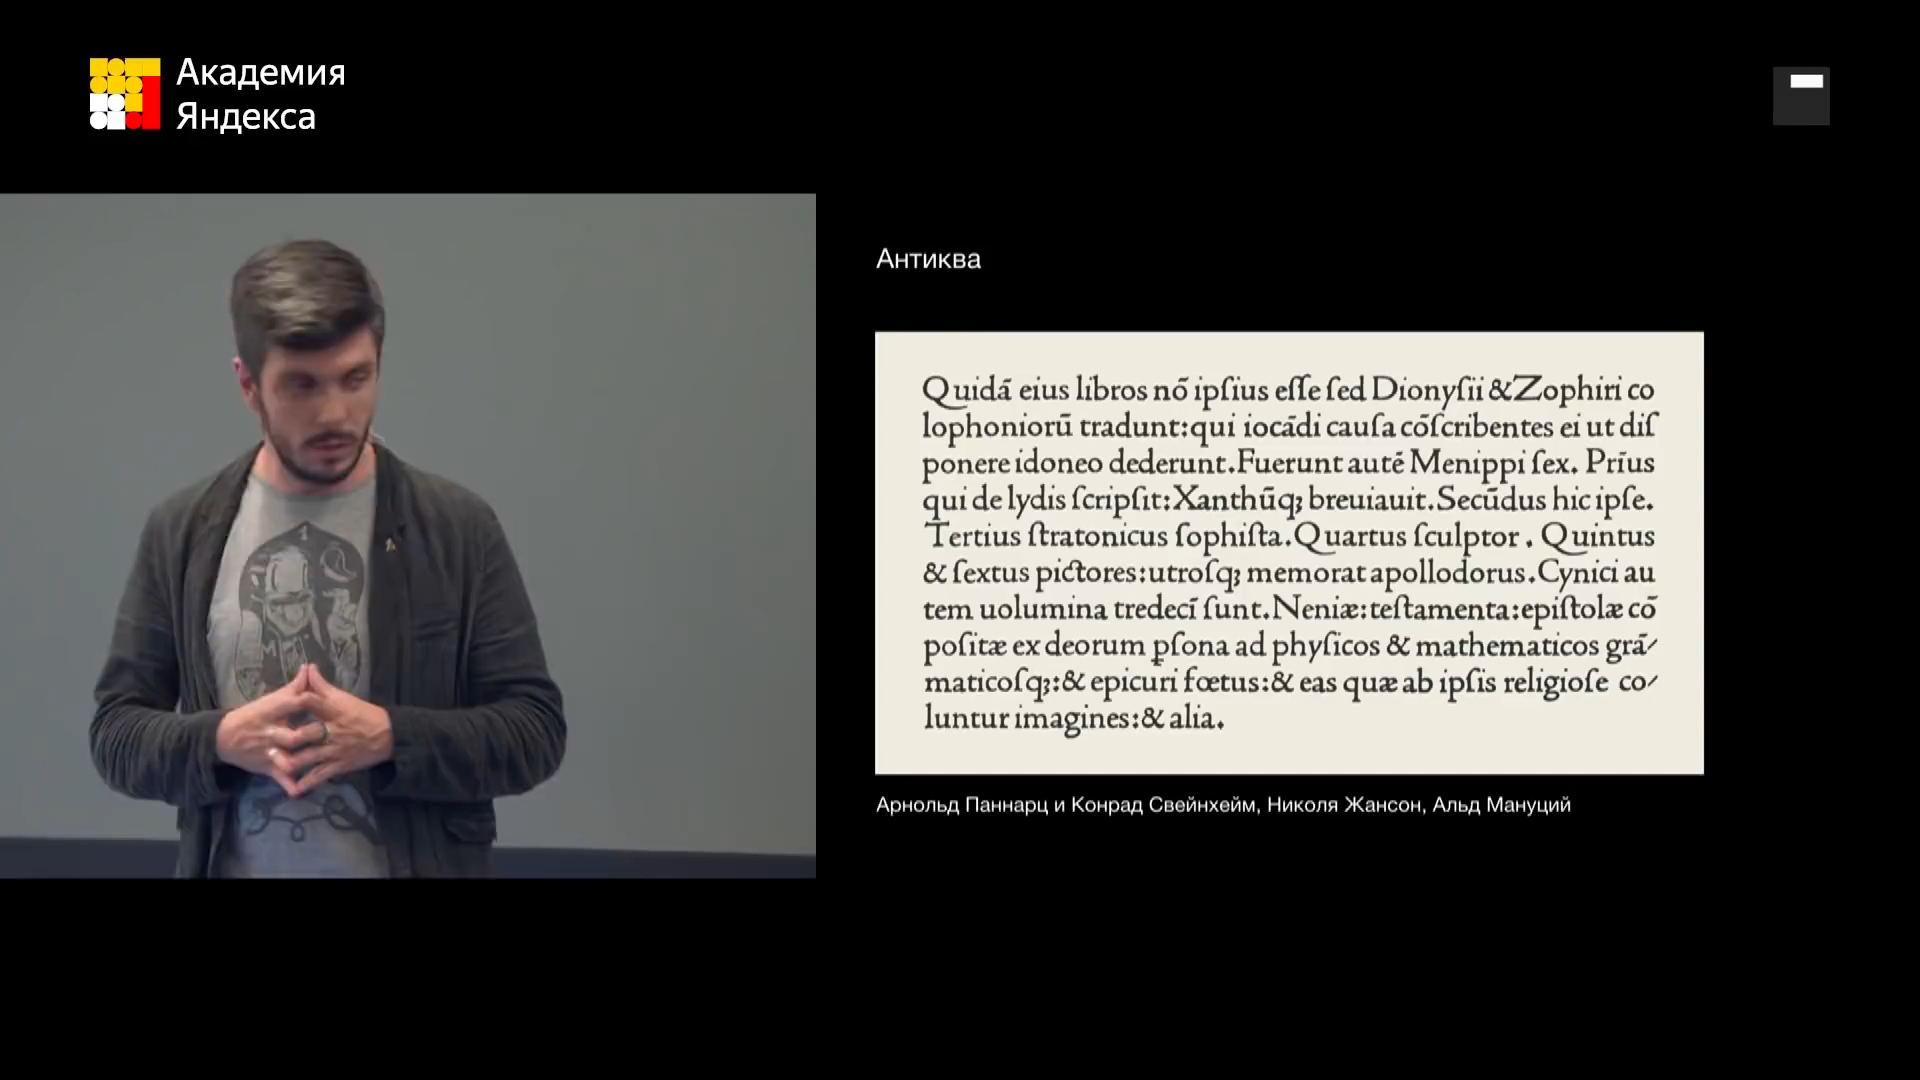 Академия
Яндекса
Антиква
Quidā eius libros nō ipſius eſſe ſed Dionyſii &Zophiri co
lophoniorū tradunt:qui iocādi cauſa cōſcribentes ei ut diſ
ponere idoneo dederunt.Fuerunt autē Menippi ſex. Prīus
qui de lydis ſcripſit:Xanthūqꝫ breuiauit.Secūdus hic ipſe.
Tertius ſtratonicus ſophiſta.Quartus ſculptor . Quintus
& ſextus pictores:utroſqꝫ memorat apollodorus.Cynici au
tem uolumina tredecī ſunt.Neniæ:teſtamenta:epiſtolæ cō
poſitæ ex deorum ꝑſona ad phyſicos & mathematicos grā⸗
maticoſqꝫ:& epicuri fœtus:& eas quæ ab ipſis religioſe co⸗
luntur imagines:& alia.
Арнольд Паннарц и Конрад Свейнхейм, Николя Жансон, Альд Мануций